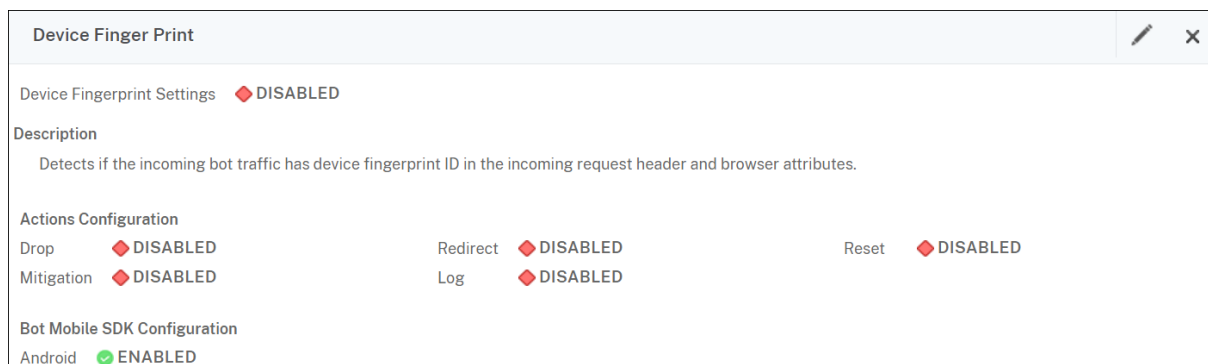 Device Finger Print
Device Fingerprint Settings DISABLED
Description
Detects if the incoming bot traffic has device fingerprint ID in the incoming request header and browser attributes.
Actions Configuration
Drop DISABLED Redirect DISABLED Reset DISABLED
Mitigation DISABLED Log DISABLED
Bot Mobile SDK Configuration
Android ENABLED